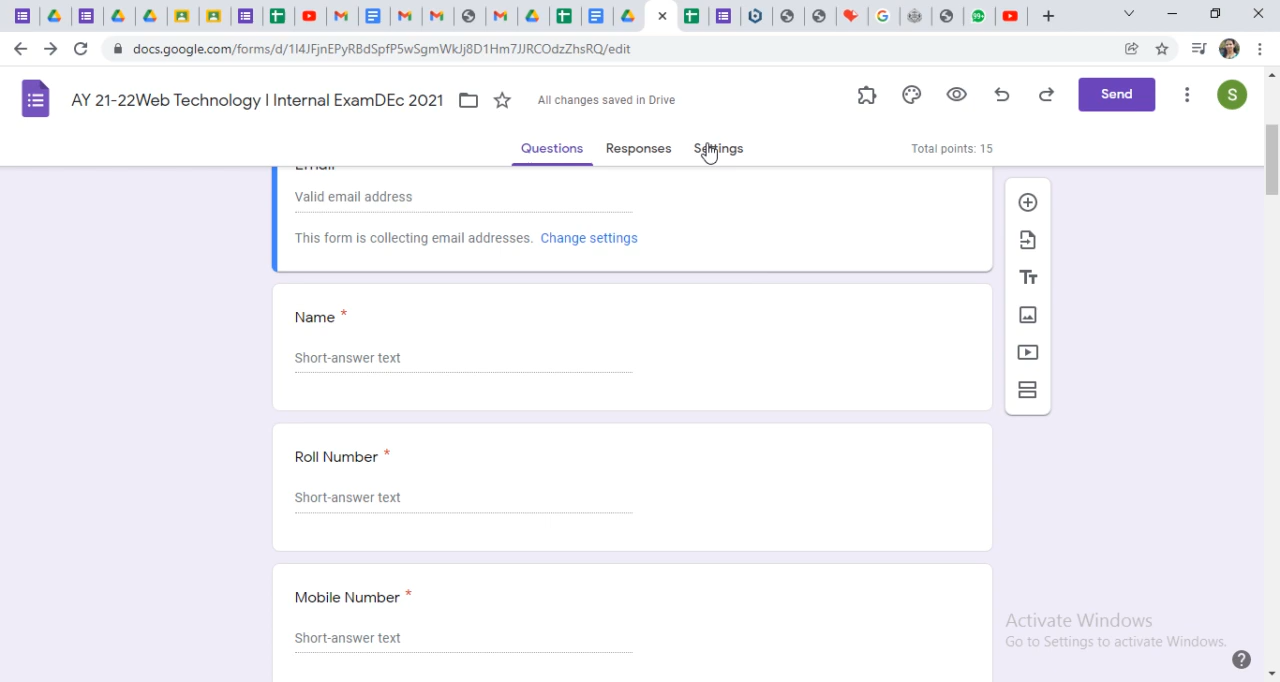 99+
docs.google.com/forms/d/1I4JFjnEPyRBdSpfP5wSgmWkJj8D1Hm7JJRCOdzZhsRQ/edit
AY 21-22Web Technology I Internal ExamDEc 2021
All changes saved in Drive
Send
S
Questions
Responses
Settings
Total points: 15
Email
Valid email address
This form is collecting email addresses. Change settings
Name *
Short-answer text
Roll Number *
Short-answer text
Mobile Number *
Short-answer text
Activate Windows
Go to Settings to activate Windows.